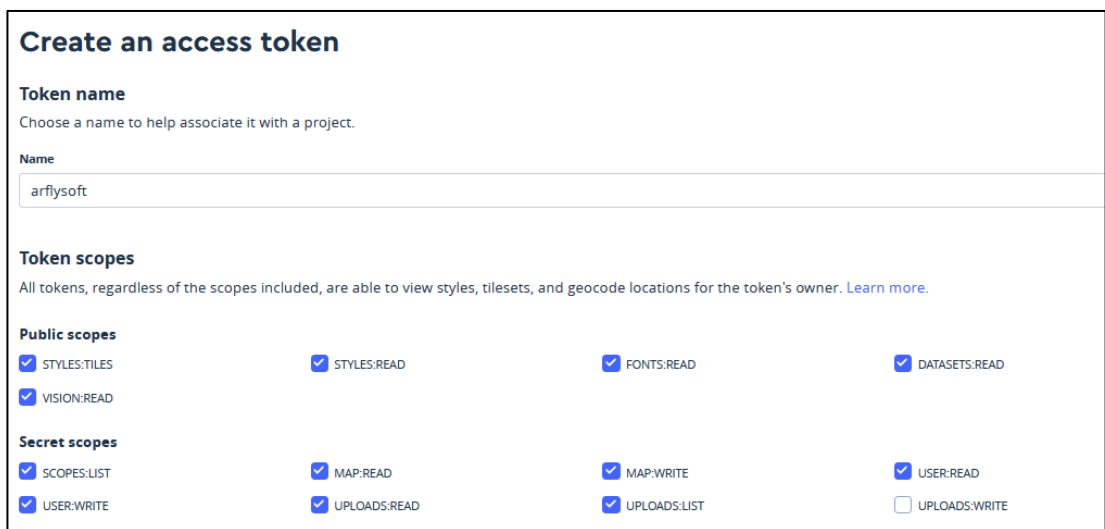 Create an access token
Token name
Choose a name to help associate it with a project.
Name
arflysoft
Token scopes
All tokens, regardless of the scopes included, are able to view styles, tilesets, and geocode locations for the token's owner. Learn more.
Public scopes
STYLES:TILES STYLES:READ FONTS:READ DATASETS:READ
VISION:READ
Secret scopes
SCOPES:LIST MAP:READ MAP:WRITE USER:READ
USER:WRITE UPLOADS:READ UPLOADS:LIST UPLOADS:WRITE